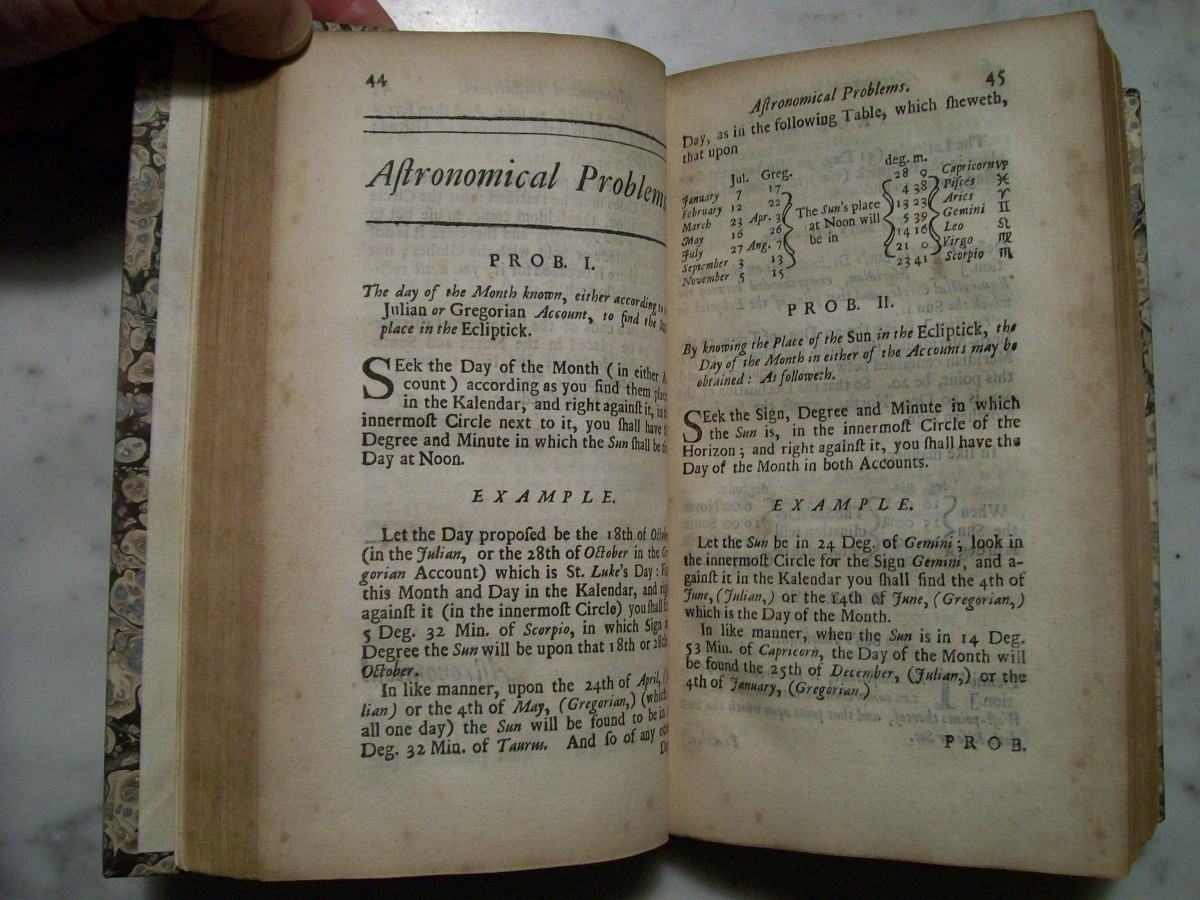 44
Aſtronomical Problems
PROB. I.
The day of the Month known, either according
Julian or Gregorian Account, to find the
place in the Ecliptick.
SEek the Day of the Month (in either
count) according as you find them
in the Kalendar, and right againſt it,
innermoſt Circle next to it, you ſhall have
Degree and Minute in which the Sun ſhall be
Day at Noon.
EXAMPLE.
Let the Day propoſed be the 18th of
(in the Julian, or the 28th of October in the
gorian Account) which is St. Luke's Day:
this Month and Day in the Kalendar, and
againſt it (in the innermoſt Circle) you ſhall
5 Deg. 32 Min. of Scorpio, in which Sign
Degree the Sun will be upon that 18th or 28th
October.
In like manner, upon the 24th of April,
lian) or the 4th of May, (Gregorian,) (which
all one day) the Sun will be found to be in
Deg. 32 Min. of Taurus. And ſo of any
45
Aſtronomical Problems.
Day, as in the following Table, which ſheweth,
that upon
Jul. Greg. deg. m.
January 7 17 28 9 Capricorn ♑
February 12 22 4 38 Piſces ♓
March 23 Apr. 3 The Sun's place 13 23 Aries ♈
May 16 26 at Noon will 5 39 Gemini ♊
July 27 Aug. 7 be in 14 16 Leo ♌
September 3 13 21 0 Virgo ♍
November 5 15 23 41 Scorpio ♏
PROB. II.
By knowing the Place of the Sun in the Ecliptick, the
Day of the Month in either of the Accounts may be
obtained: As followeth.
SEek the Sign, Degree and Minute in which
the Sun is, in the innermoſt Circle of the
Horizon; and right againſt it, you ſhall have the
Day of the Month in both Accounts.
EXAMPLE.
Let the Sun be in 24 Deg. of Gemini; look in
the innermoſt Circle for the Sign Gemini, and a-
gainſt it in the Kalendar you ſhall find the 4th of
June, (Julian,) or the 14th of June, (Gregorian,)
which is the Day of the Month.
In like manner, when the Sun is in 14 Deg.
53 Min. of Capricorn, the Day of the Month will
be found the 25th of December, (Julian,) or the
4th of January, (Gregorian.)
PROB.